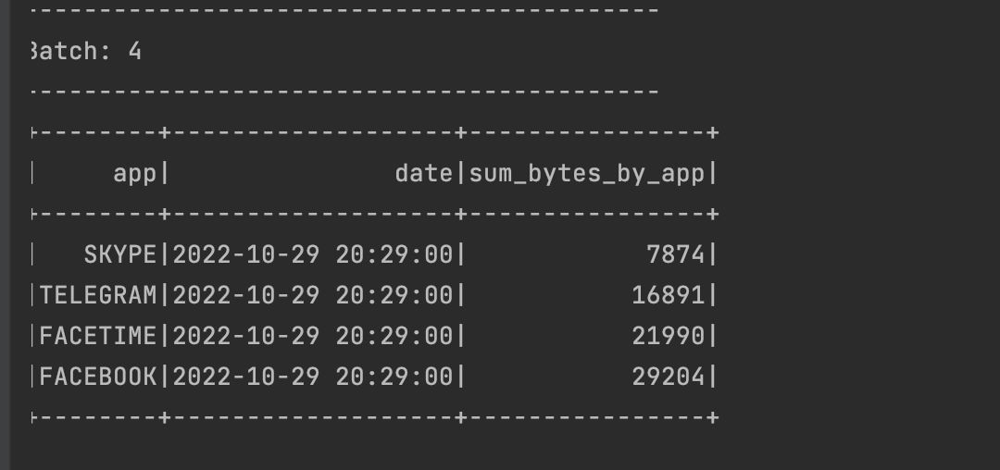 -------------------------------------------
Batch: 4
-------------------------------------------
+--------+-------------------+----------------+
|     app|               date|sum_bytes_by_app|
+--------+-------------------+----------------+
|   SKYPE|2022-10-29 20:29:00|            7874|
|TELEGRAM|2022-10-29 20:29:00|           16891|
|FACETIME|2022-10-29 20:29:00|           21990|
|FACEBOOK|2022-10-29 20:29:00|           29204|
+--------+-------------------+----------------+